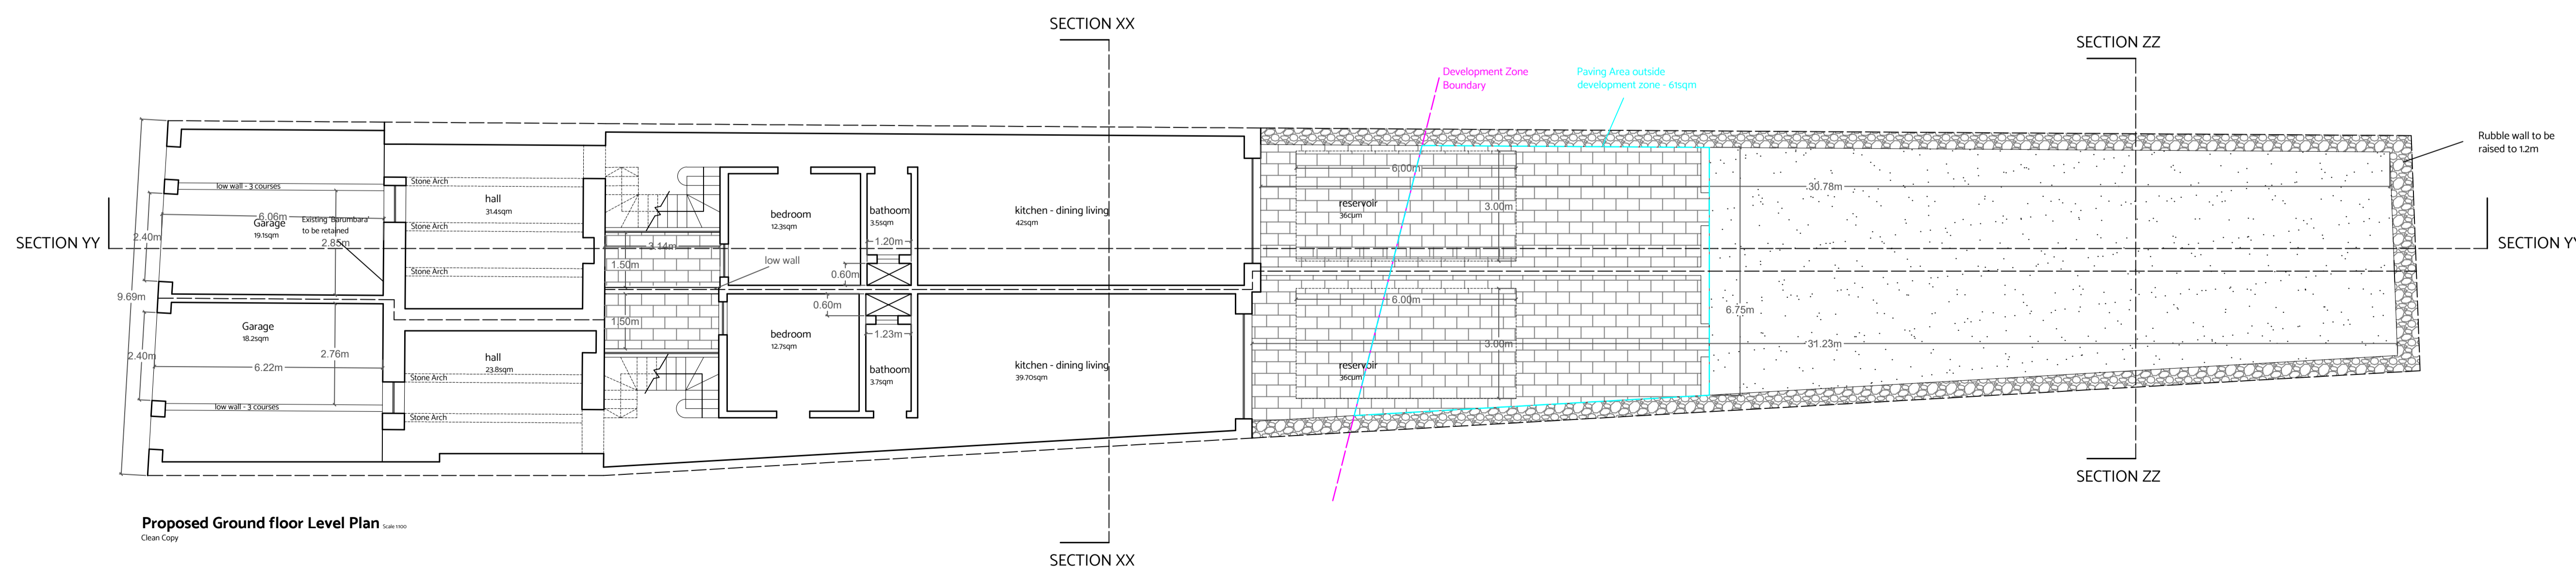 SECTION XX
SECTION ZZ
Development Zone
Boundary
Paving Area outside
development zone - 61sqm
Rubble wall to be
raised to 1.2m
low wall - 3 courses
Stone Arch
hall
31.4sqm
6.06m
Garage
19.1sqm
Existing 'Barumbara'
to be retained
2.85m
Stone Arch
Stone Arch
2.40m
SECTION YY
9.69m
3.14m
1.50m
1.50m
bedroom
12.3sqm
bathoom
3.5sqm
1.20m
low wall
0.60m
0.60m
kitchen - dining living
42sqm
6.00m
reservoir
36cum
3.00m
30.78m
SECTION YY
Garage
18.2sqm
2.40m
2.76m
6.22m
hall
23.8sqm
Stone Arch
low wall - 3 courses
Stone Arch
bedroom
12.7sqm
1.23m
bathoom
3.7sqm
kitchen - dining living
39.70sqm
6.00m
3.00m
reservoir
36cum
6.75m
31.23m
SECTION ZZ
Proposed Ground floor Level Plan Scale 1:100
Clean Copy
SECTION XX